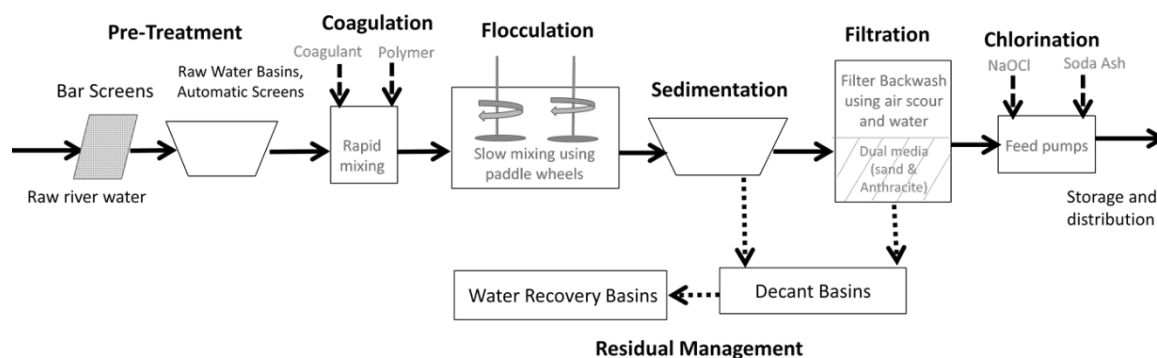 Pre-Treatment
Coagulation
Flocculation
Filtration
Chlorination
Coagulant
Polymer
NaOCl
Soda Ash
Bar Screens
Raw Water Basins,
Automatic Screens
Sedimentation
Filter Backwash
using air scour
and water
Rapid
mixing
Slow mixing using
paddle wheels
Dual media
(sand &
Anthracite)
Feed pumps
Raw river water
Storage and
distribution
Water Recovery Basins
Decant Basins
Residual Management